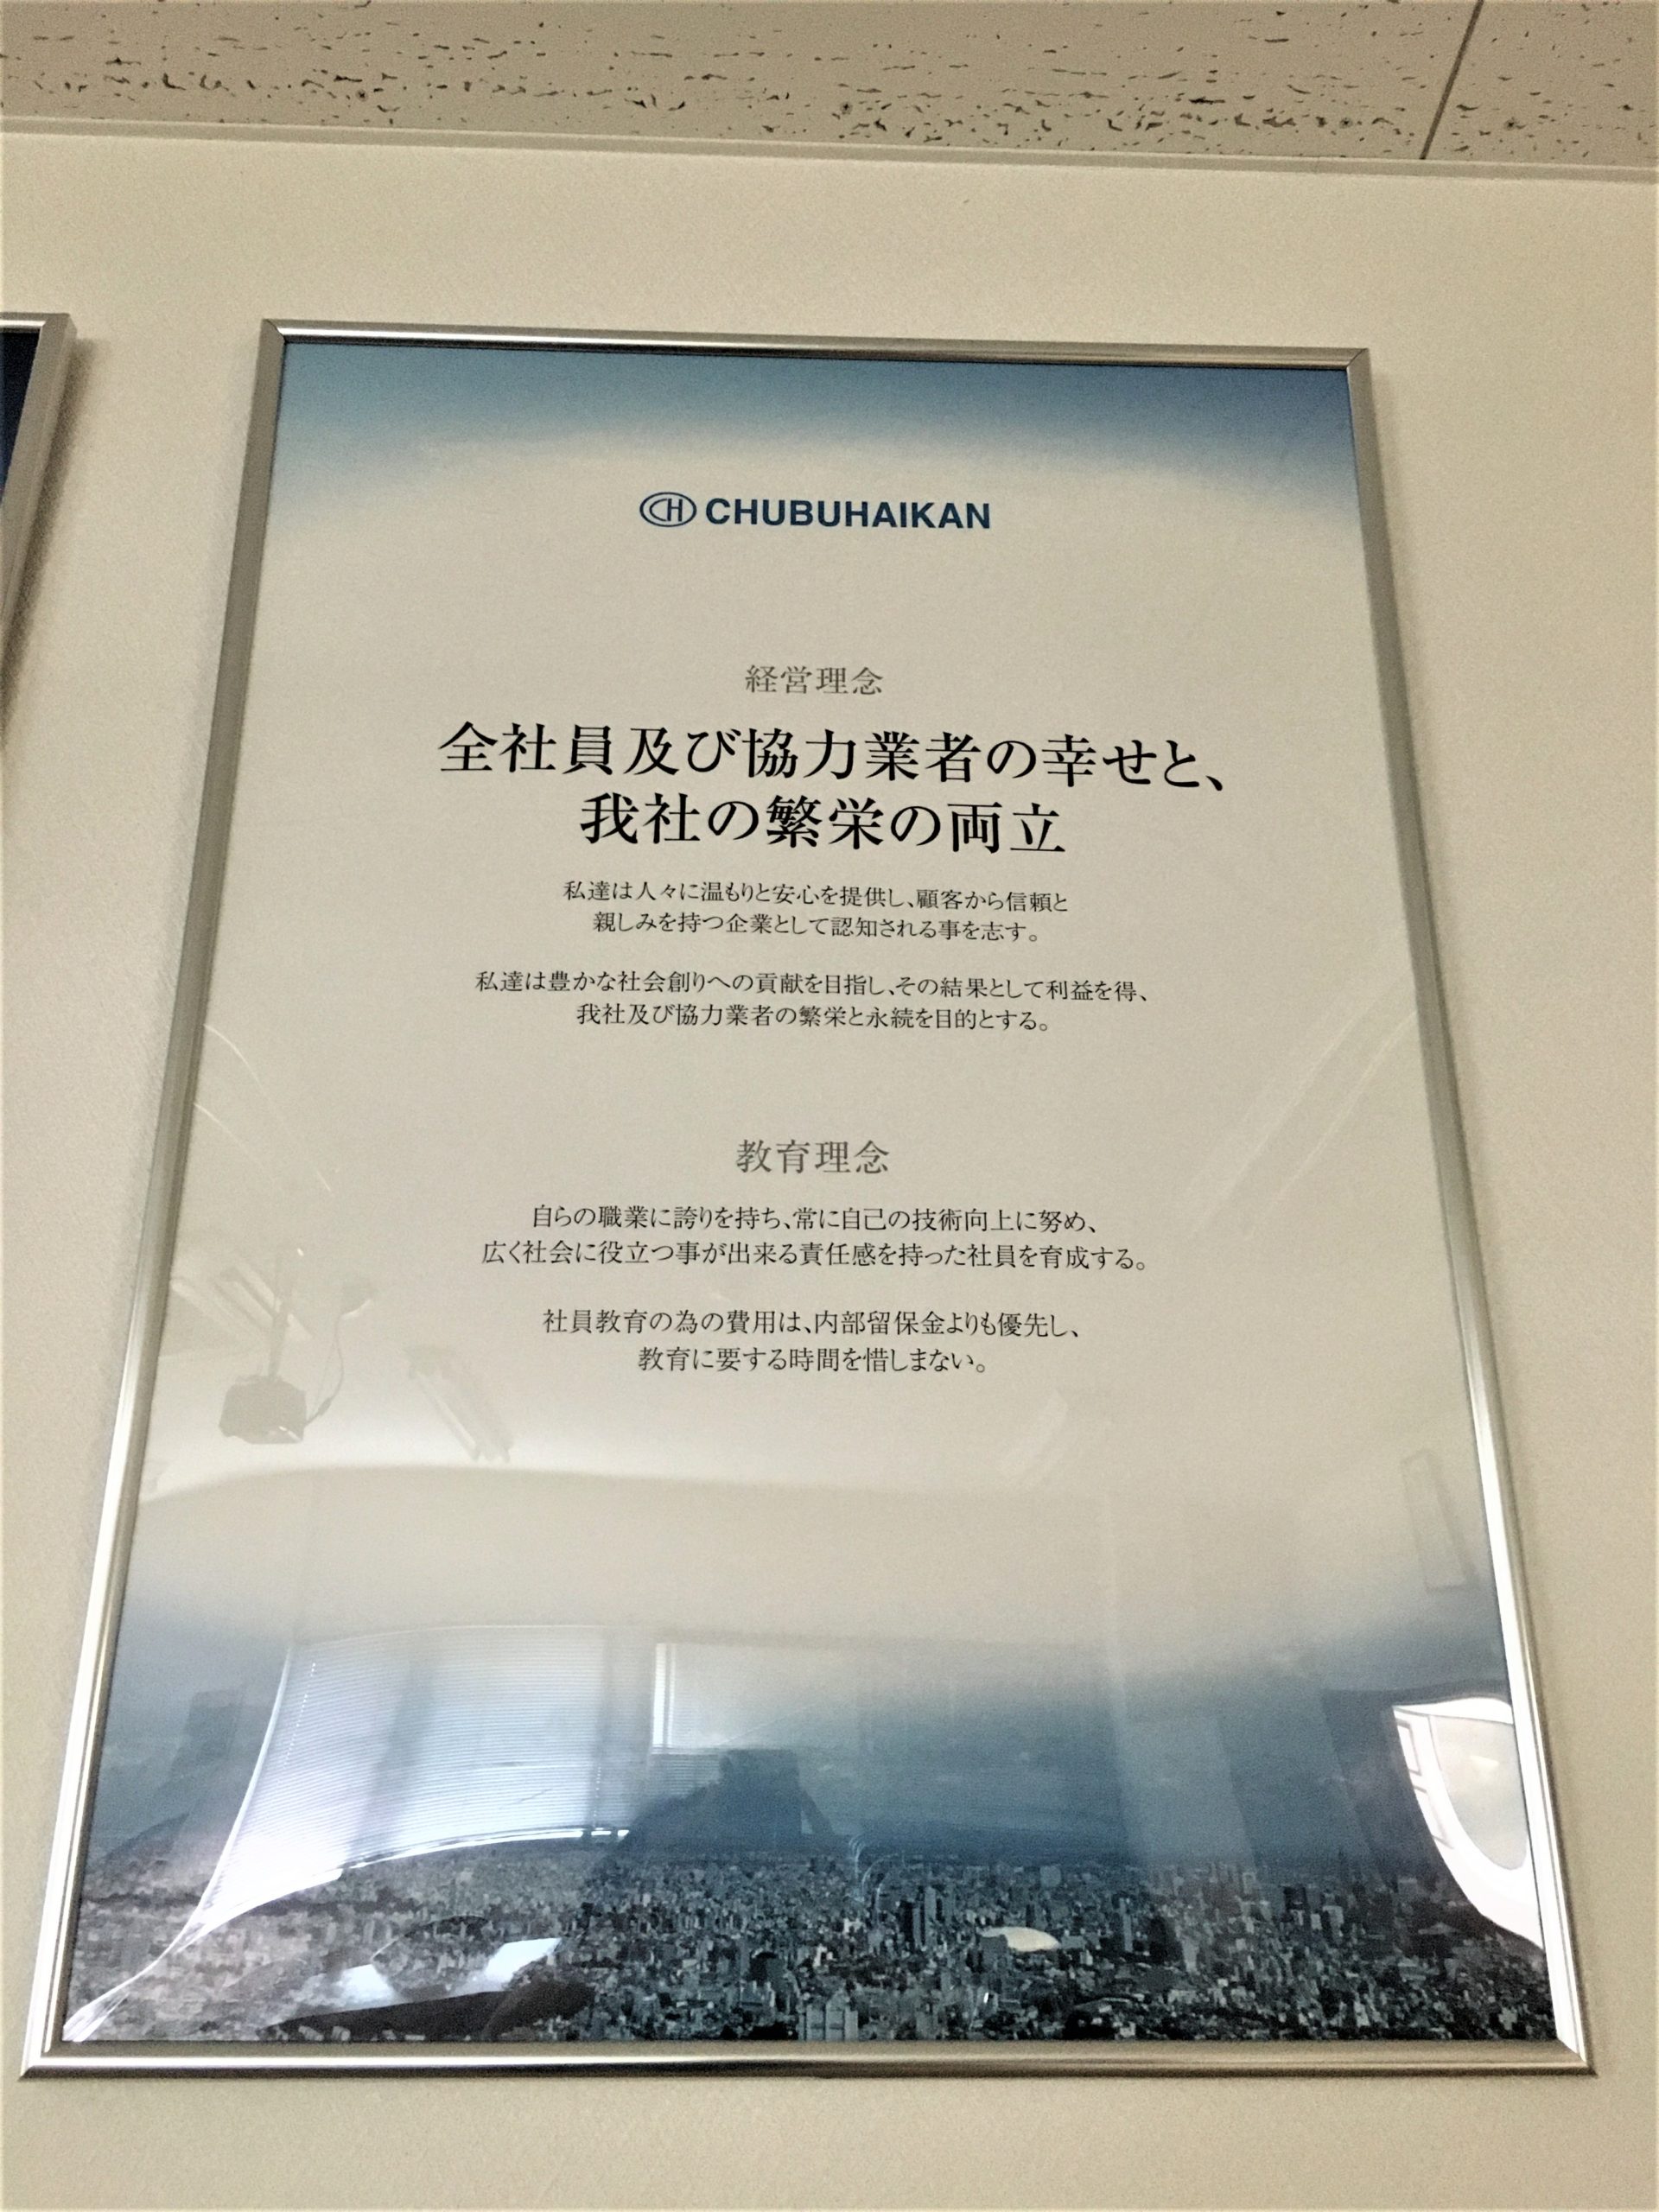 CH CHUBUHAIKAN
経営理念
全社員及び協力業者の幸せと、
我社の繁栄の両立
私達は人々に温もりと安心を提供し、顧客から信頼と
親しみを持つ企業として認知される事を志す。
私達は豊かな社会創りへの貢献を目指し、その結果として利益を得、
我社及び協力業者の繁栄と永続を目的とする。
教育理念
自らの職業に誇りを持ち、常に自己の技術向上に努め、
広く社会に役立つ事が出来る責任感を持った社員を育成する。
社員教育の為の費用は、内部留保金よりも優先し、
教育に要する時間を惜しまない。